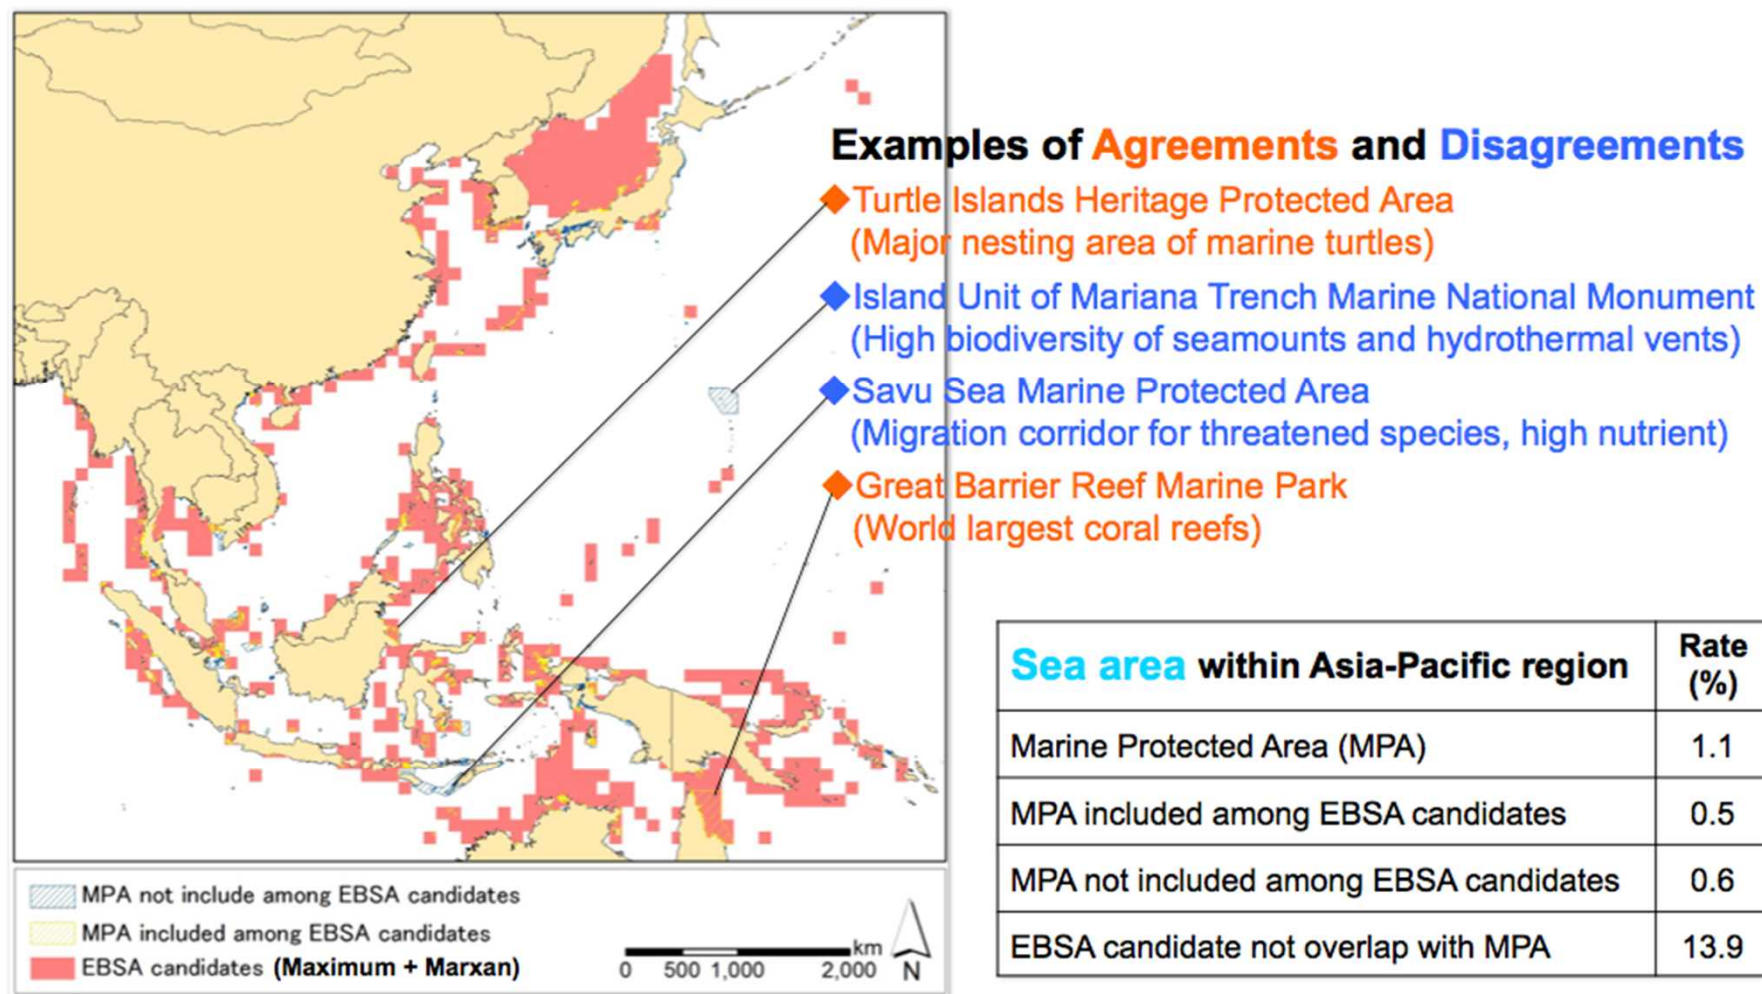 Examples of Agreements and Disagreements
Turtle Islands Heritage Protected Area
(Major nesting area of marine turtles)
Island Unit of Mariana Trench Marine National Monument
(High biodiversity of seamounts and hydrothermal vents)
Savu Sea Marine Protected Area
(Migration corridor for threatened species, high nutrient)
Great Barrier Reef Marine Park
(World largest coral reefs)
Sea area within Asia-Pacific region
Rate
(%)
Marine Protected Area (MPA) 1.1
MPA included among EBSA candidates 0.5
MPA not included among EBSA candidates 0.6
EBSA candidate not overlap with MPA 13.9
MPA not include among EBSA candidates
MPA included among EBSA candidates
EBSA candidates (Maximum + Marxan)
km
0 500 1,000 2,000
N